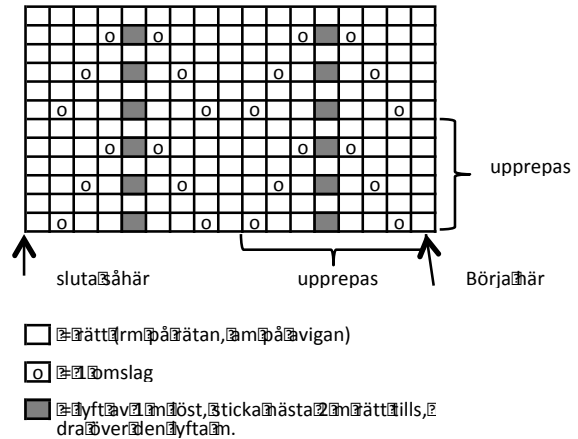 o o o o
o o o o
o o o o
o o o o
o o o o
o o o o
upprepas
sluta så här
upprepas
Börja här
= rätt (rm på rätan, am på avigan)
o = 1 omslag
= lyft av 1 m löst, sticka nästa 2 m rätt tills,
dra över den lyfta m.